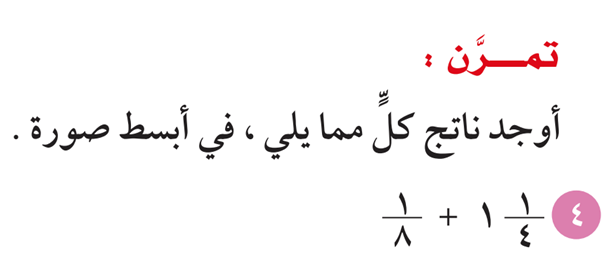 تمـــرَّن :
أوجد ناتج كلٍّ مما يلي ، في أبسط صورة .
٤ ‎١/٨ + ١ ١/٤